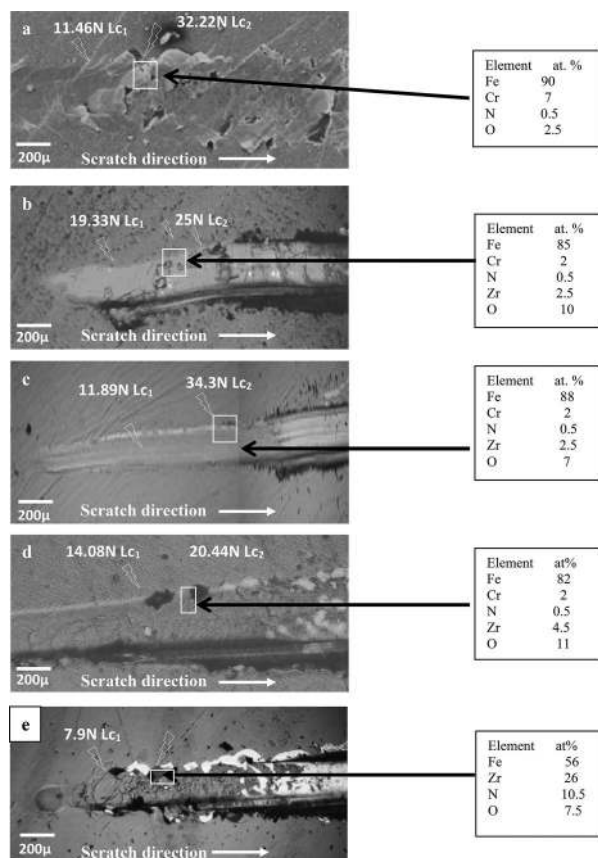 a
11.46N Lc₁ 32.22N Lc₂
200µ
Scratch direction
Element at. %
Fe 90
Cr 7
N 0.5
O 2.5
b
19.33N Lc₁ 25N Lc₂
200µ
Scratch direction
Element at. %
Fe 85
Cr 2
N 0.5
Zr 2.5
O 10
c
11.89N Lc₁ 34.3N Lc₂
200µ
Scratch direction
Element at. %
Fe 88
Cr 2
N 0.5
Zr 2.5
O 7
d
14.08N Lc₁ 20.44N Lc₂
200µ
Scratch direction
Element at%
Fe 82
Cr 2
N 0.5
Zr 4.5
O 11
e
7.9N Lc₁
200µ
Scratch direction
Element at%
Fe 56
Zr 26
N 10.5
O 7.5